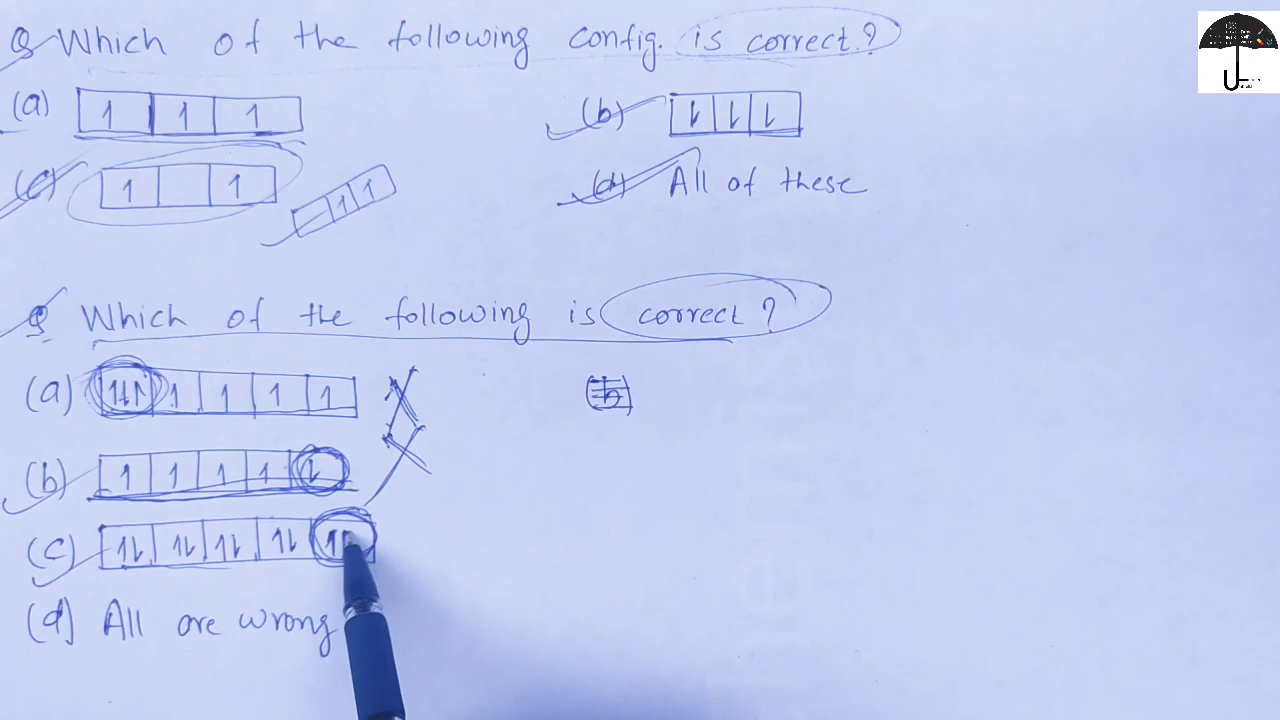 Q Which of the following config. is correct.?
(a) 1 1 1 (b) ⇂ ⇂ ⇂
(c) 1 1 1 1 (d) All of these
Q Which of the following is correct ?
(a) 1 1 1 1
(b) 1 1 1 1 ⇂
(c) 1⇂ 1⇂ 1⇂ 1⇂
(d) All are wrong